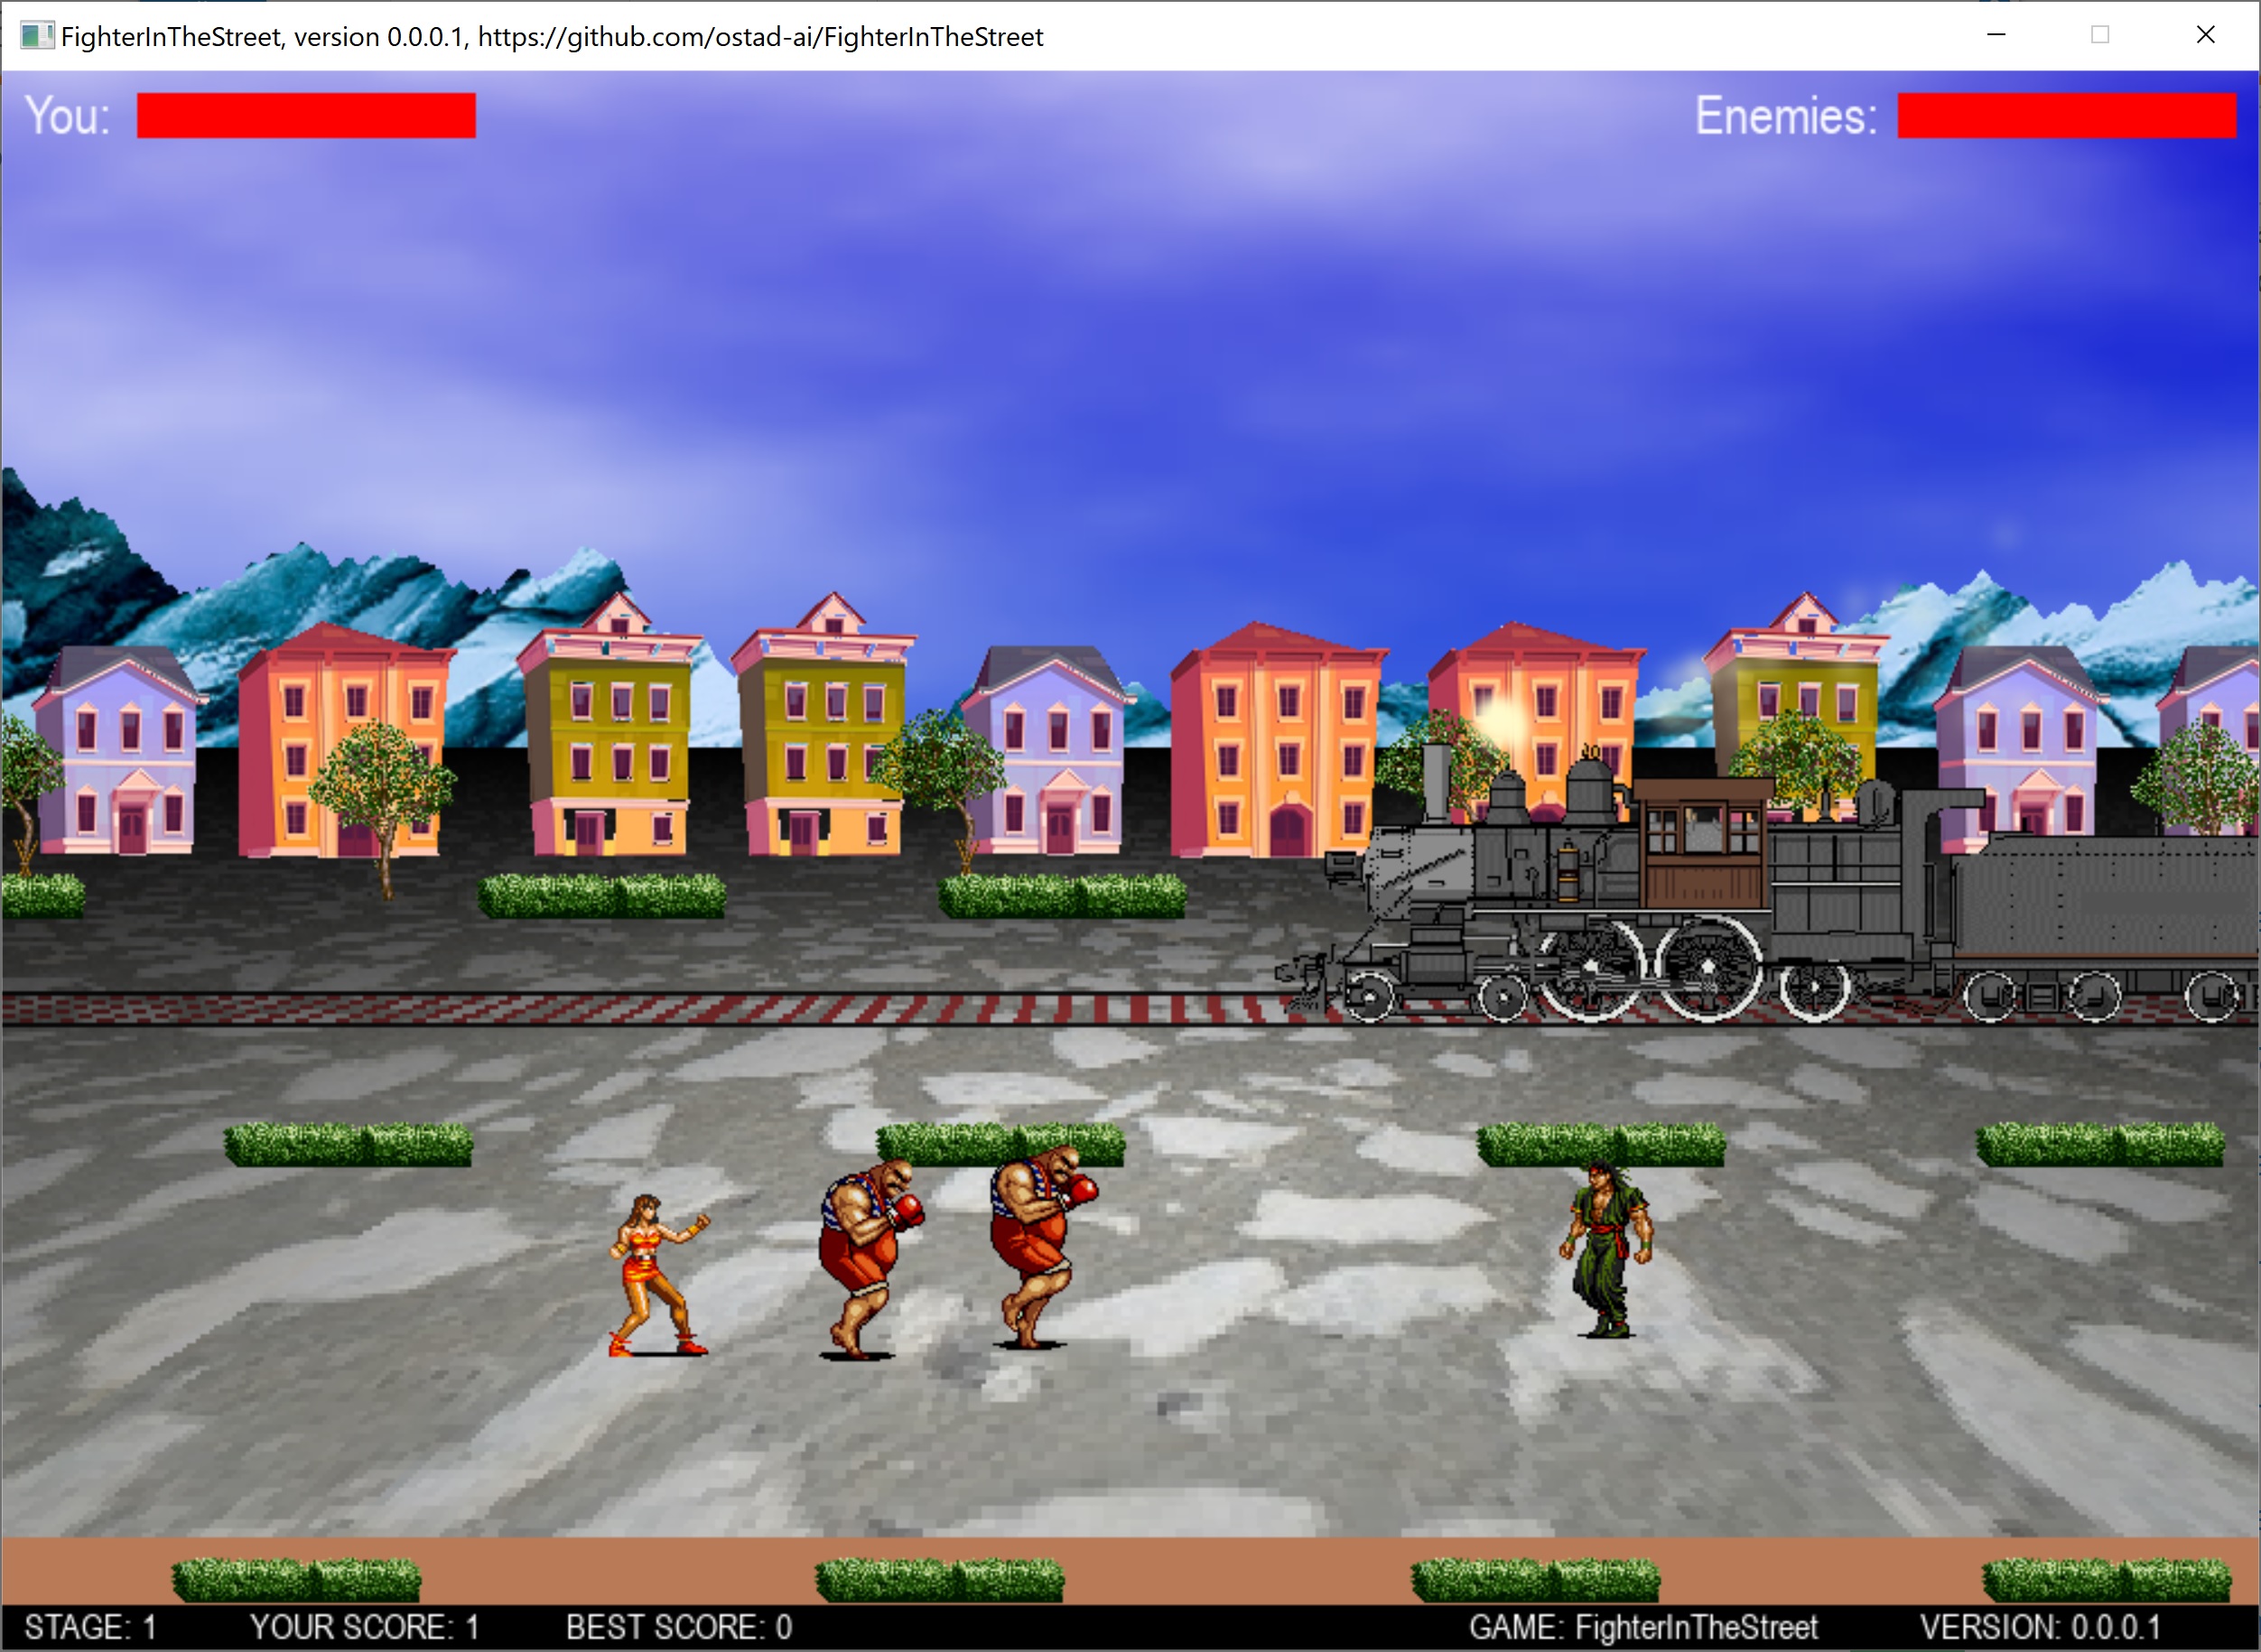 FighterInTheStreet, version 0.0.0.1, https://github.com/ostad-ai/FighterInTheStreet
You:
Enemies:
STAGE: 1 YOUR SCORE: 1 BEST SCORE: 0 GAME: FighterInTheStreet VERSION: 0.0.0.1